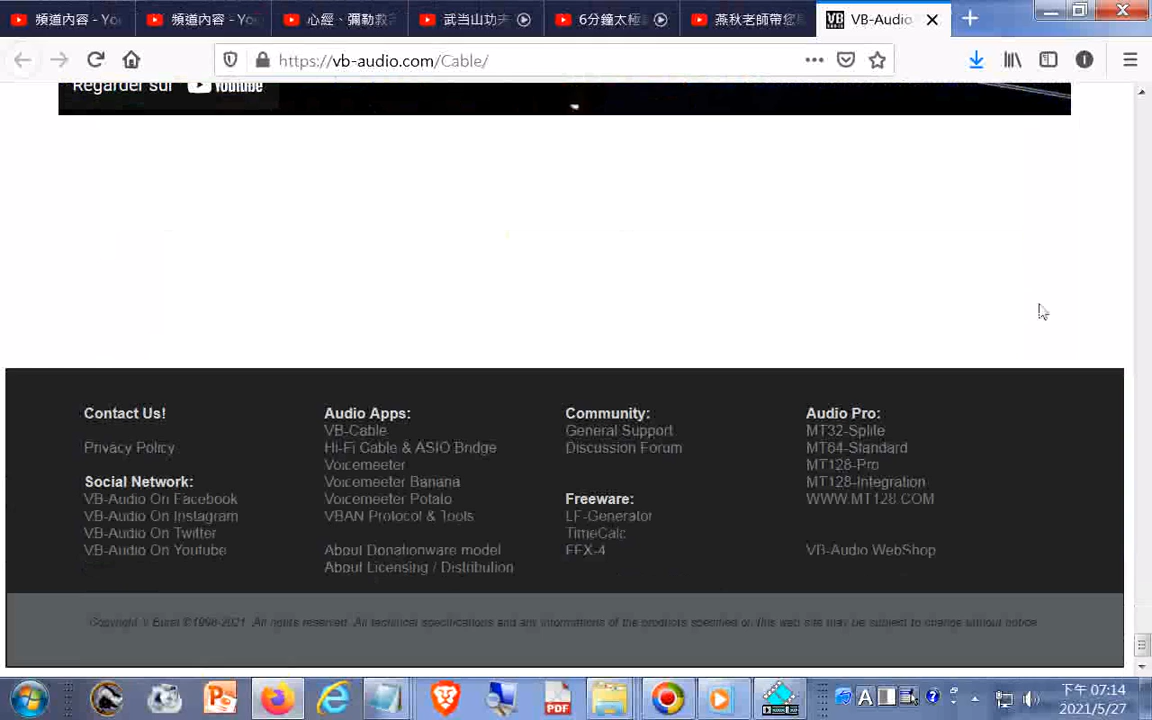 頻道內容 - Yo
頻道內容 - Yo
心經、彌勒救
武当山功夫
6分鐘太極
燕秋老師帶您
VB VB-Audio
https://vb-audio.com/Cable/
Regarder sur YouTube
Contact Us!
Privacy Policy
Social Network:
VB-Audio On Facebook
VB-Audio On Instagram
VB-Audio On Twitter
VB-Audio On Youtube
Audio Apps:
VB-Cable
Hi-Fi Cable & ASIO Bridge
Voicemeeter
Voicemeeter Banana
Voicemeeter Potato
VBAN Protocol & Tools
About Donationware model
About Licensing / Distribution
Community:
General Support
Discussion Forum
Freeware:
LF-Generator
TimeCalc
FFX-4
Audio Pro:
MT32-Splite
MT64-Standard
MT128-Pro
MT128-Integration
WWW.MT128.COM
VB-Audio WebShop
Copyright V.Burel ©1998-2021. All rights reserved. All technical specifications and any informations of the products specified on this web site may be subject to change without notice
PDF
A
下午 07:14
2021/5/27